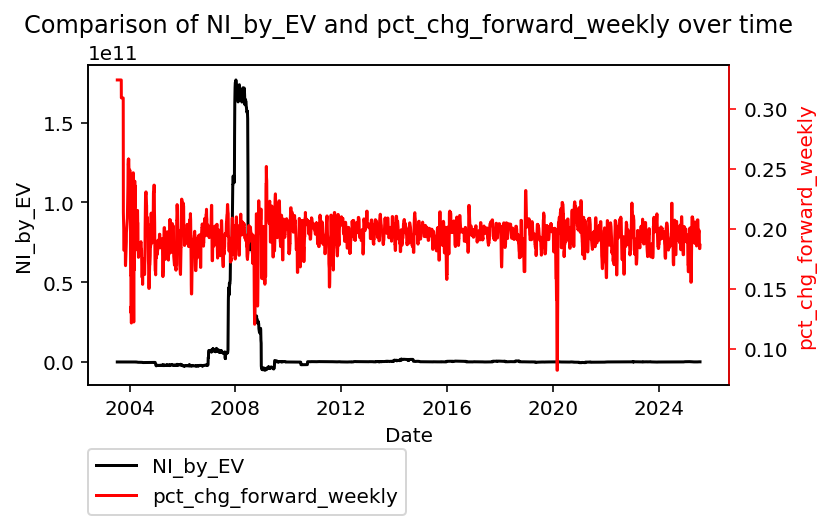 Comparison of NI_by_EV and pct_chg_forward_weekly over time
1e11
1.5
1.0
0.5
0.0
NI_by_EV
0.30
0.25
0.20
0.15
0.10
pct_chg_forward_weekly
2004 2008 2012 2016 2020 2024
Date
NI_by_EV
pct_chg_forward_weekly